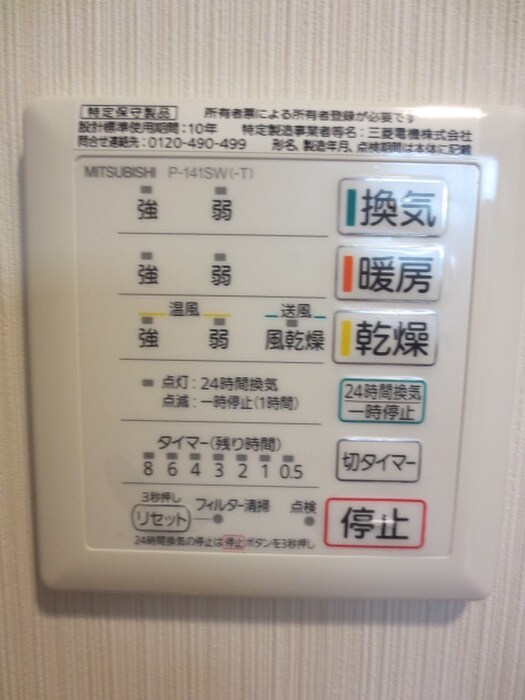 特定保守製品 所有者票による所有者登録が必要です
設計標準使用期間:10年 特定製造事業者等名:三菱電機株式会社
問合せ連絡先:0120-490-499 形名、製造年月、点検期間は本体に記載
MITSUBISHI P-141SW(-T)
強 弱 換気
強 弱 暖房
温風 送風
強 弱 風乾燥 乾燥
点灯:24時間換気
点滅:一時停止(1時間)
24時間換気
一時停止
タイマー(残り時間)
8 6 4 3 2 1 0.5
切タイマー
3秒押し
リセット フィルター清掃 点検
停止
24時間換気の停止は停止ボタンを3秒押し